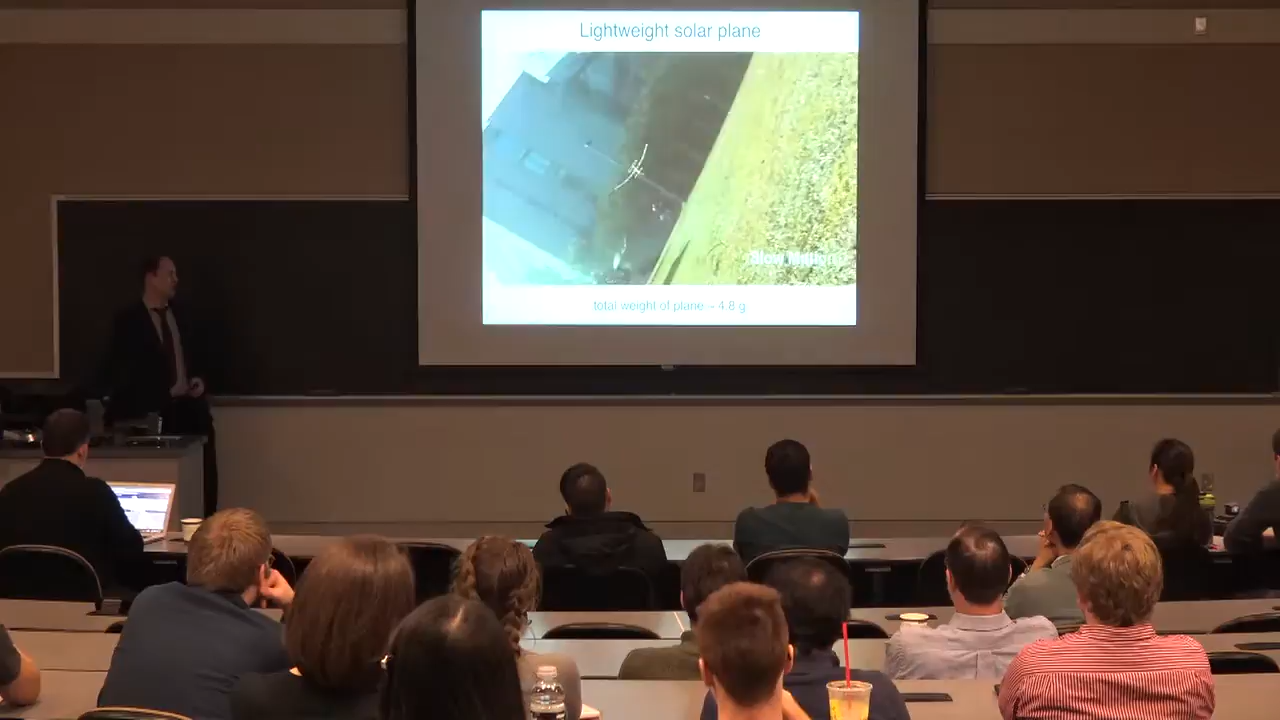 Lightweight solar plane
Slow Motion
total weight of plane ~ 4.8 g